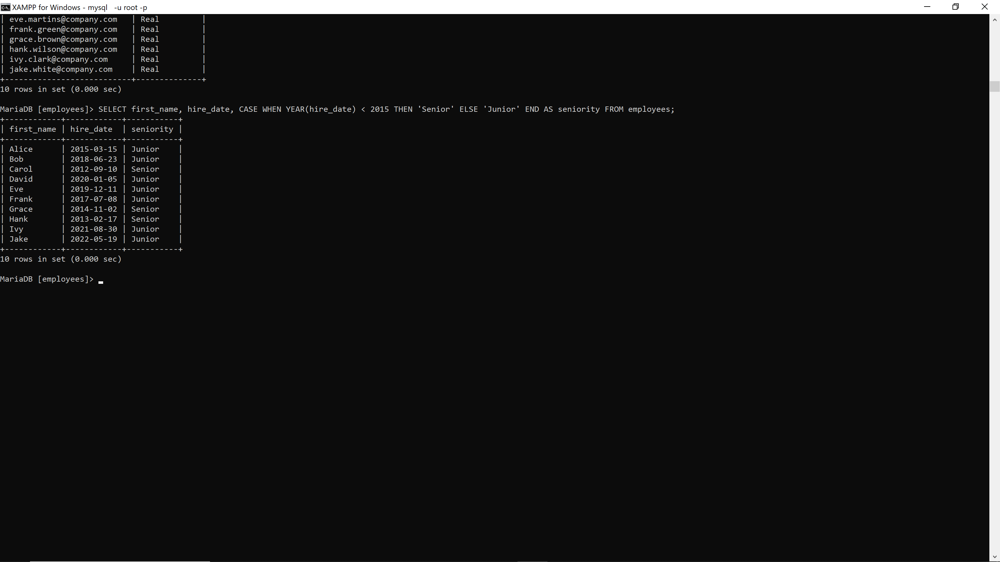 XAMPP for Windows - mysql  -u root -p
| eve.martins@company.com   | Real         |
| frank.green@company.com   | Real         |
| grace.brown@company.com   | Real         |
| hank.wilson@company.com   | Real         |
| ivy.clark@company.com     | Real         |
| jake.white@company.com    | Real         |
+---------------------------+--------------+
10 rows in set (0.000 sec)
MariaDB [employees]> SELECT first_name, hire_date, CASE WHEN YEAR(hire_date) < 2015 THEN 'Senior' ELSE 'Junior' END AS seniority FROM employees;
+------------+------------+-----------+
| first_name | hire_date  | seniority |
+------------+------------+-----------+
| Alice      | 2015-03-15 | Junior    |
| Bob        | 2018-06-23 | Junior    |
| Carol      | 2012-09-10 | Senior    |
| David      | 2020-01-05 | Junior    |
| Eve        | 2019-12-11 | Junior    |
| Frank      | 2017-07-08 | Junior    |
| Grace      | 2014-11-02 | Senior    |
| Hank       | 2013-02-17 | Senior    |
| Ivy        | 2021-08-30 | Junior    |
| Jake       | 2022-05-19 | Junior    |
+------------+------------+-----------+
10 rows in set (0.000 sec)
MariaDB [employees]>